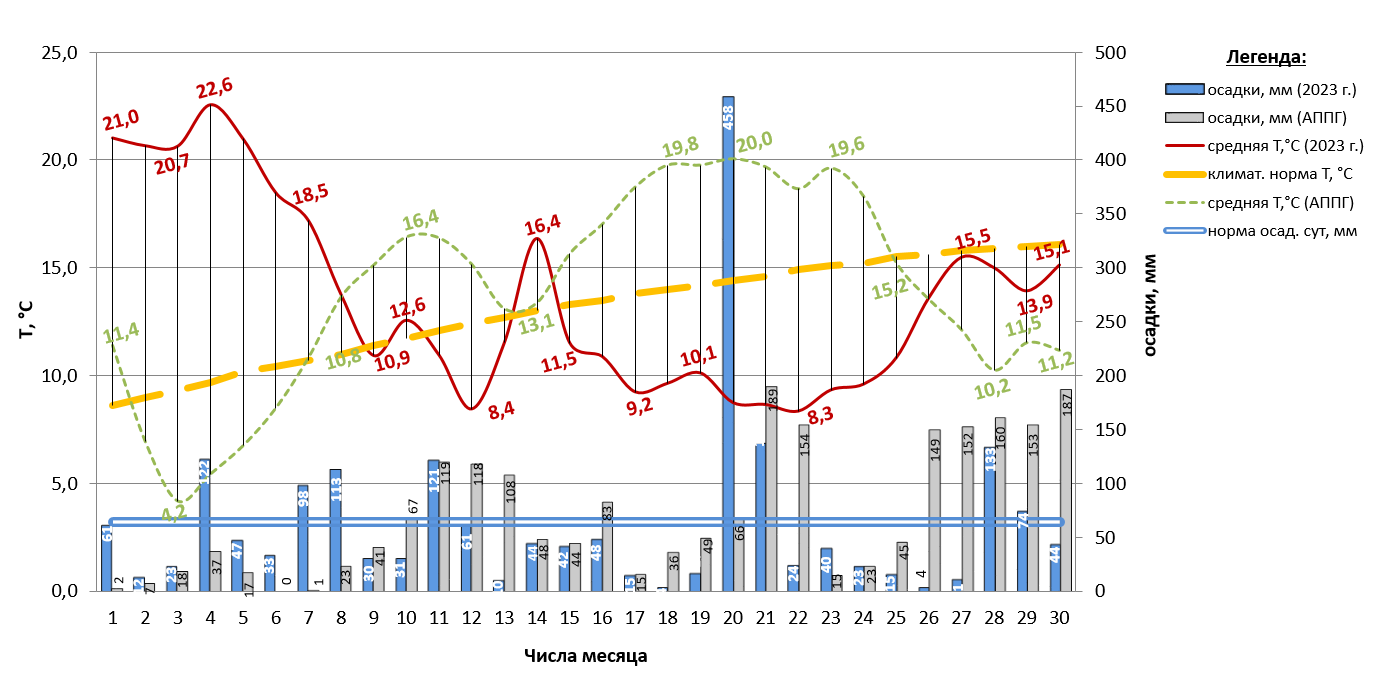 25,0
20,0
15,0
10,0
5,0
0,0
Т, °C
500
450
400
350
300
250
200
150
100
50
0
осадки, мм
1 2 3 4 5 6 7 8 9 10 11 12 13 14 15 16 17 18 19 20 21 22 23 24 25 26 27 28 29 30
Числа месяца
Легенда:
осадки, мм (2023 г.)
осадки, мм (АППГ)
средняя Т,°С (2023 г.)
климат. норма Т, °С
средняя Т,°С (АППГ)
норма осад. сут, мм
21,0 20,7 22,6 18,5 10,9 12,6 8,4 16,4 11,5 9,2 10,1 8,3 15,5 13,9 15,1
11,4 4,2 10,8 16,4 13,1 19,8 20,0 19,6 15,2 10,2 11,5 11,2
61 23 122 47 33 98 113 30 31 121 61 44 42 48 15 458 24 40 23 15 133 74 44
2 7 18 37 17 0 1 23 41 67 119 118 108 48 44 83 15 36 49 66 189 154 15 23 45 4 149 152 160 153 187